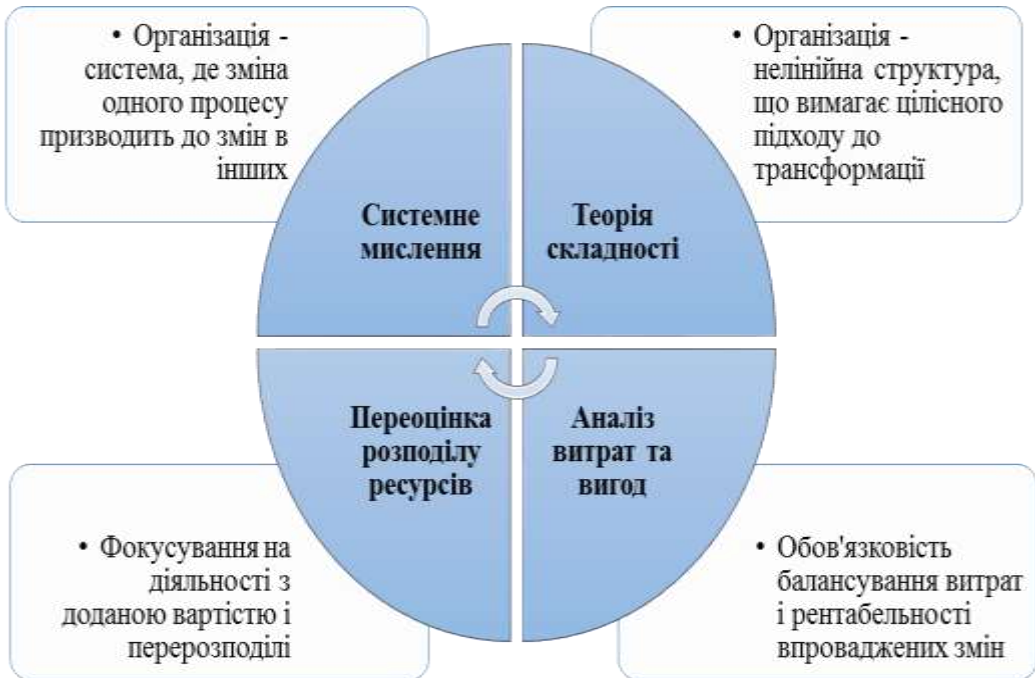 • Організація -
система, де зміна
одного процесу
призводить до змін в
інших
• Організація -
нелінійна структура,
що вимагає цілісного
підходу до
трансформації
Системне
мислення
Теорія
складності
Переоцінка
розподілу
ресурсів
Аналіз
витрат та
вигод
• Фокусування на
діяльності з
доданою вартістю і
перерозподілі
• Обов'язковість
балансування витрат
і рентабельності
впроваджених змін